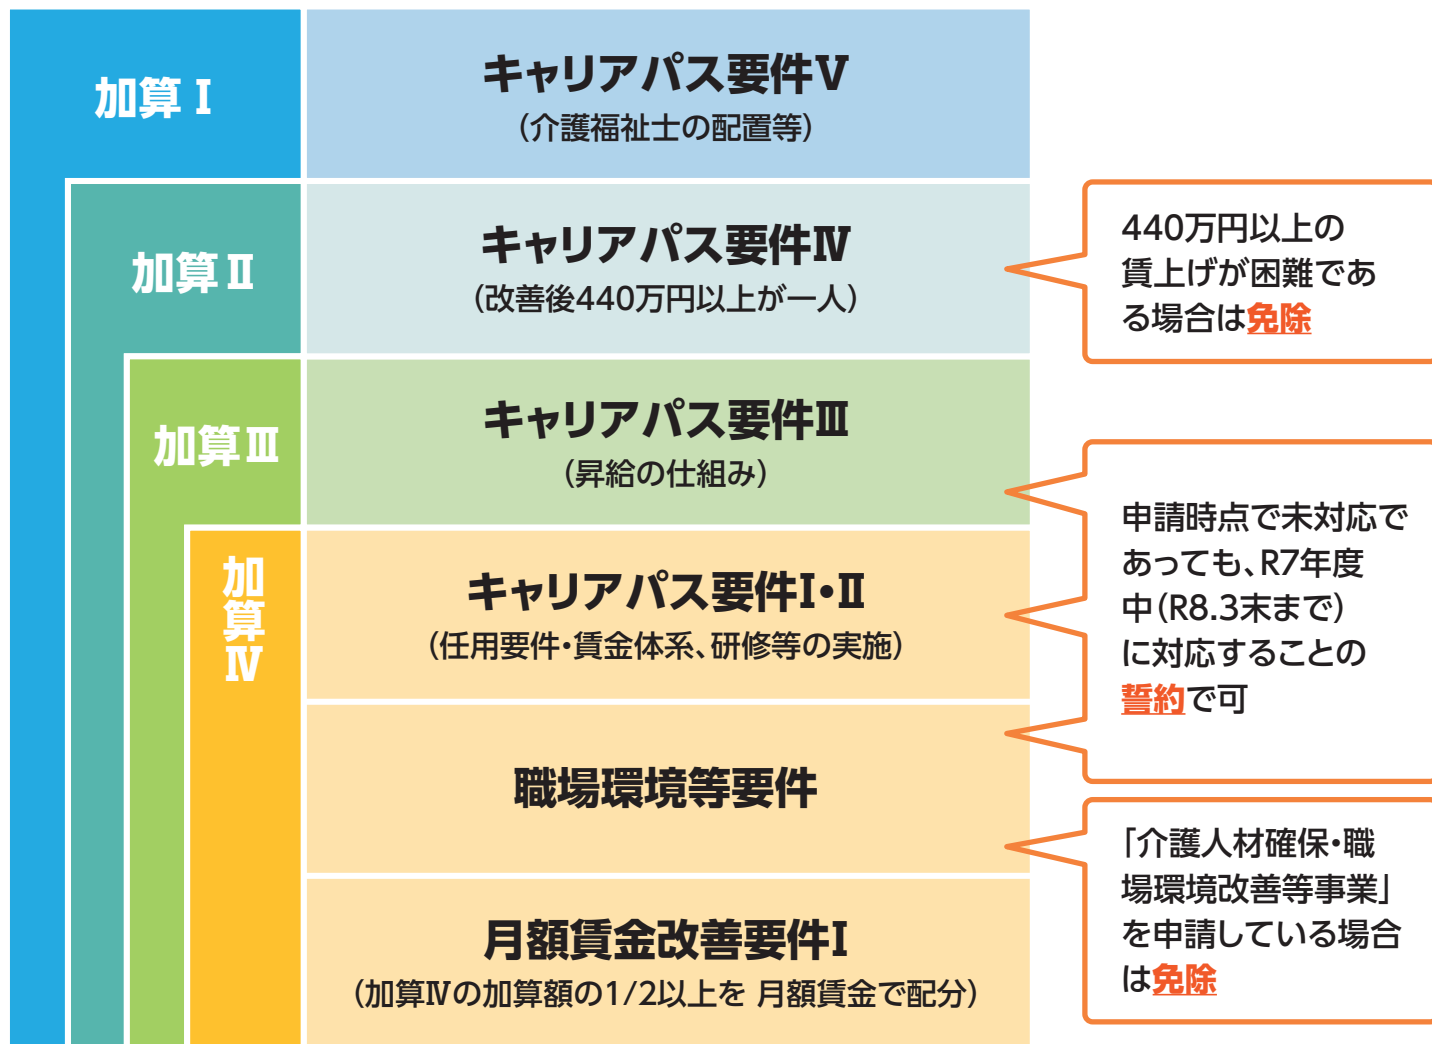 加算Ⅰ
キャリアパス要件Ⅴ
（介護福祉士の配置等）
加算Ⅱ
キャリアパス要件Ⅳ
（改善後440万円以上が一人）
440万円以上の
賃上げが困難であ
る場合は免除
加算Ⅲ
キャリアパス要件Ⅲ
（昇給の仕組み）
加算Ⅳ
キャリアパス要件Ⅰ・Ⅱ
（任用要件・賃金体系、研修等の実施）
申請時点で未対応で
あっても、R7年度
中（R8.3末まで）
に対応することの
誓約で可
職場環境等要件
「介護人材確保・職
場環境改善等事業」
を申請している場合
は免除
月額賃金改善要件Ⅰ
（加算Ⅳの加算額の1/2以上を 月額賃金で配分）